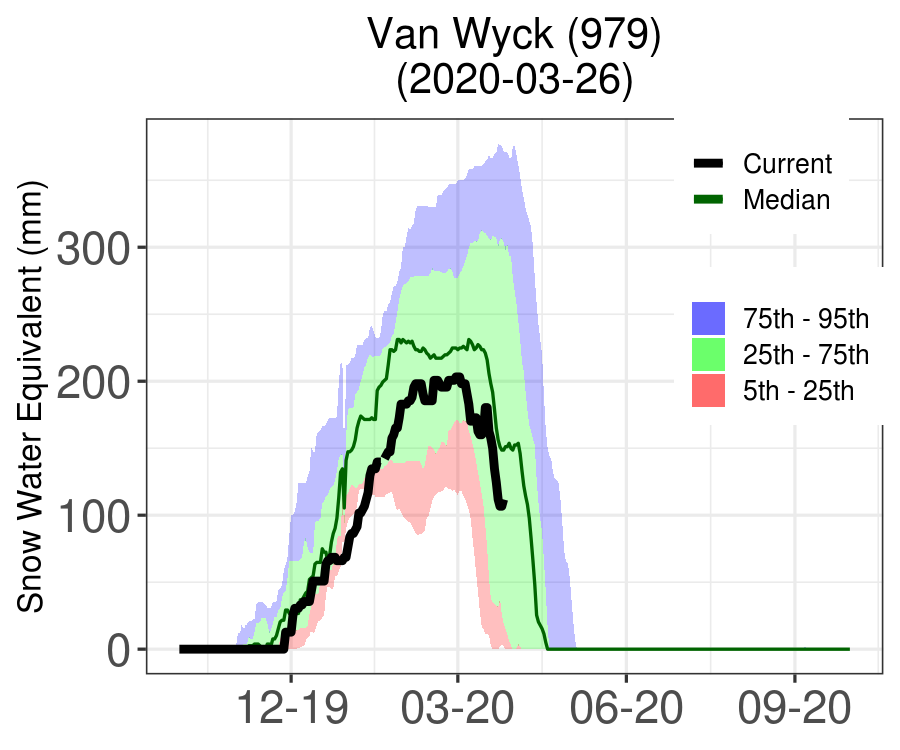 Van Wyck (979)
(2020-03-26)
Snow Water Equivalent (mm)
300
200
100
0
12-19
03-20
06-20
09-20
Current
Median
75th - 95th
25th - 75th
5th - 25th